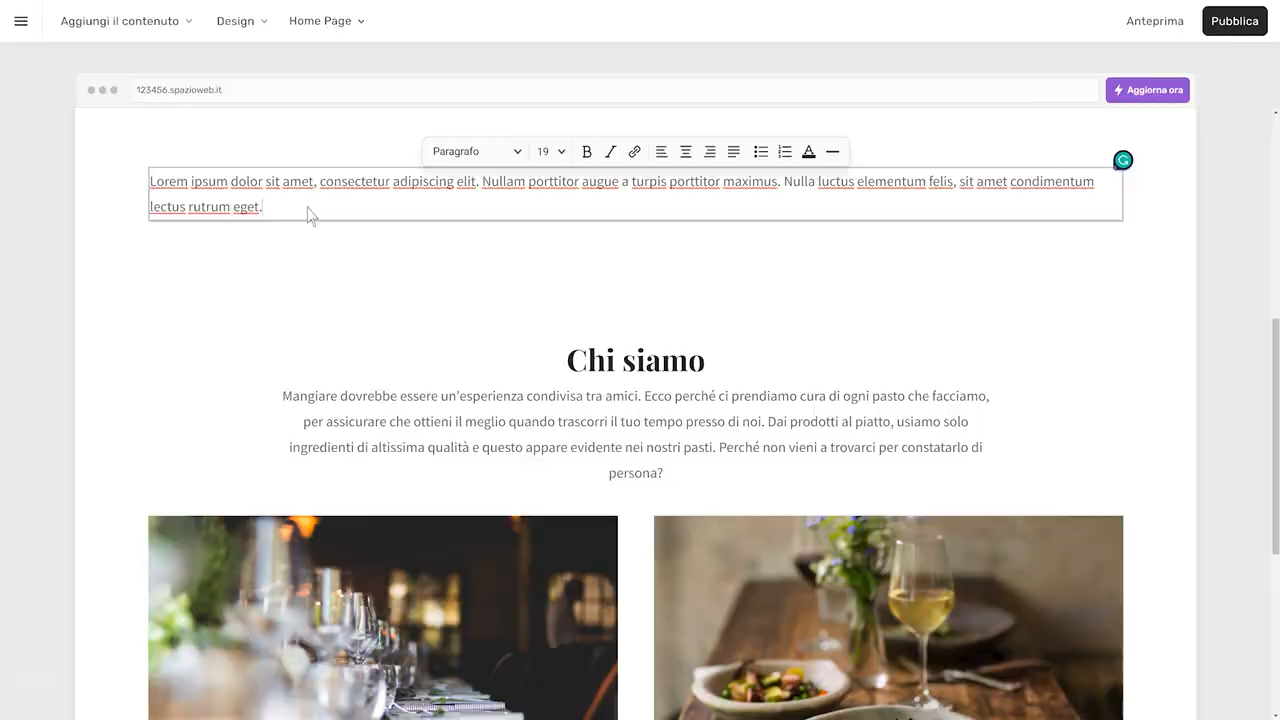 Aggiungi il contenuto Design Home Page Anteprima Pubblica
123456.spazioweb.it Aggiorna ora
Paragrafo 19 B I A
Lorem ipsum dolor sit amet, consectetur adipiscing elit. Nullam porttitor augue a turpis porttitor maximus. Nulla luctus elementum felis, sit amet condimentum
lectus rutrum eget.
Chi siamo
Mangiare dovrebbe essere un'esperienza condivisa tra amici. Ecco perché ci prendiamo cura di ogni pasto che facciamo,
per assicurare che ottieni il meglio quando trascorri il tuo tempo presso di noi. Dai prodotti al piatto, usiamo solo
ingredienti di altissima qualità e questo appare evidente nei nostri pasti. Perché non vieni a trovarci per constatarlo di
persona?